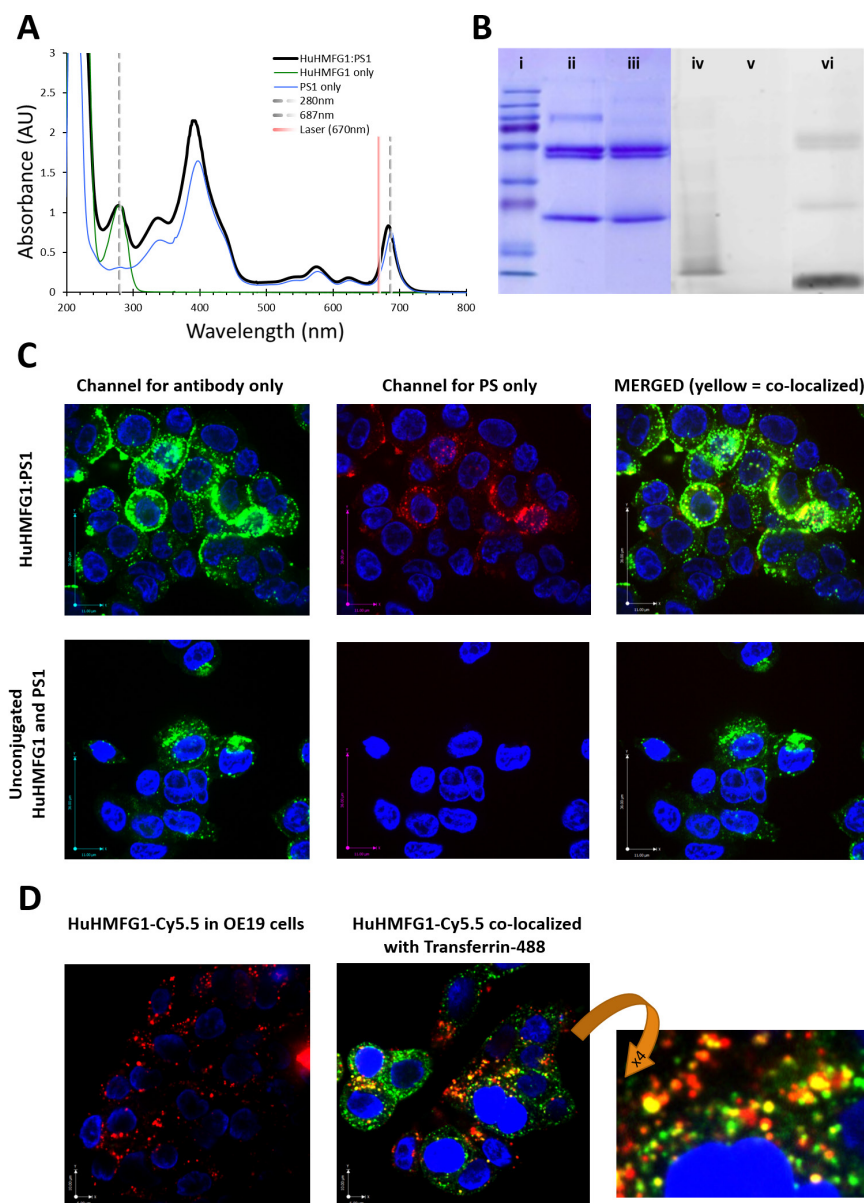 A
3
2.5
2
1.5
1
0.5
0
Absorbance (AU)
200 300 400 500 600 700 800
Wavelength (nm)
HuHMFG1:PS1
HuHMFG1 only
PS1 only
280nm
687nm
Laser (670nm)
B
i ii iii iv v vi
C
Channel for antibody only
Channel for PS only
MERGED (yellow = co-localized)
HuHMFG1:PS1
Unconjugated
HuHMFG1 and PS1
D
HuHMFG1-Cy5.5 in OE19 cells
HuHMFG1-Cy5.5 co-localized
with Transferrin-488
x4